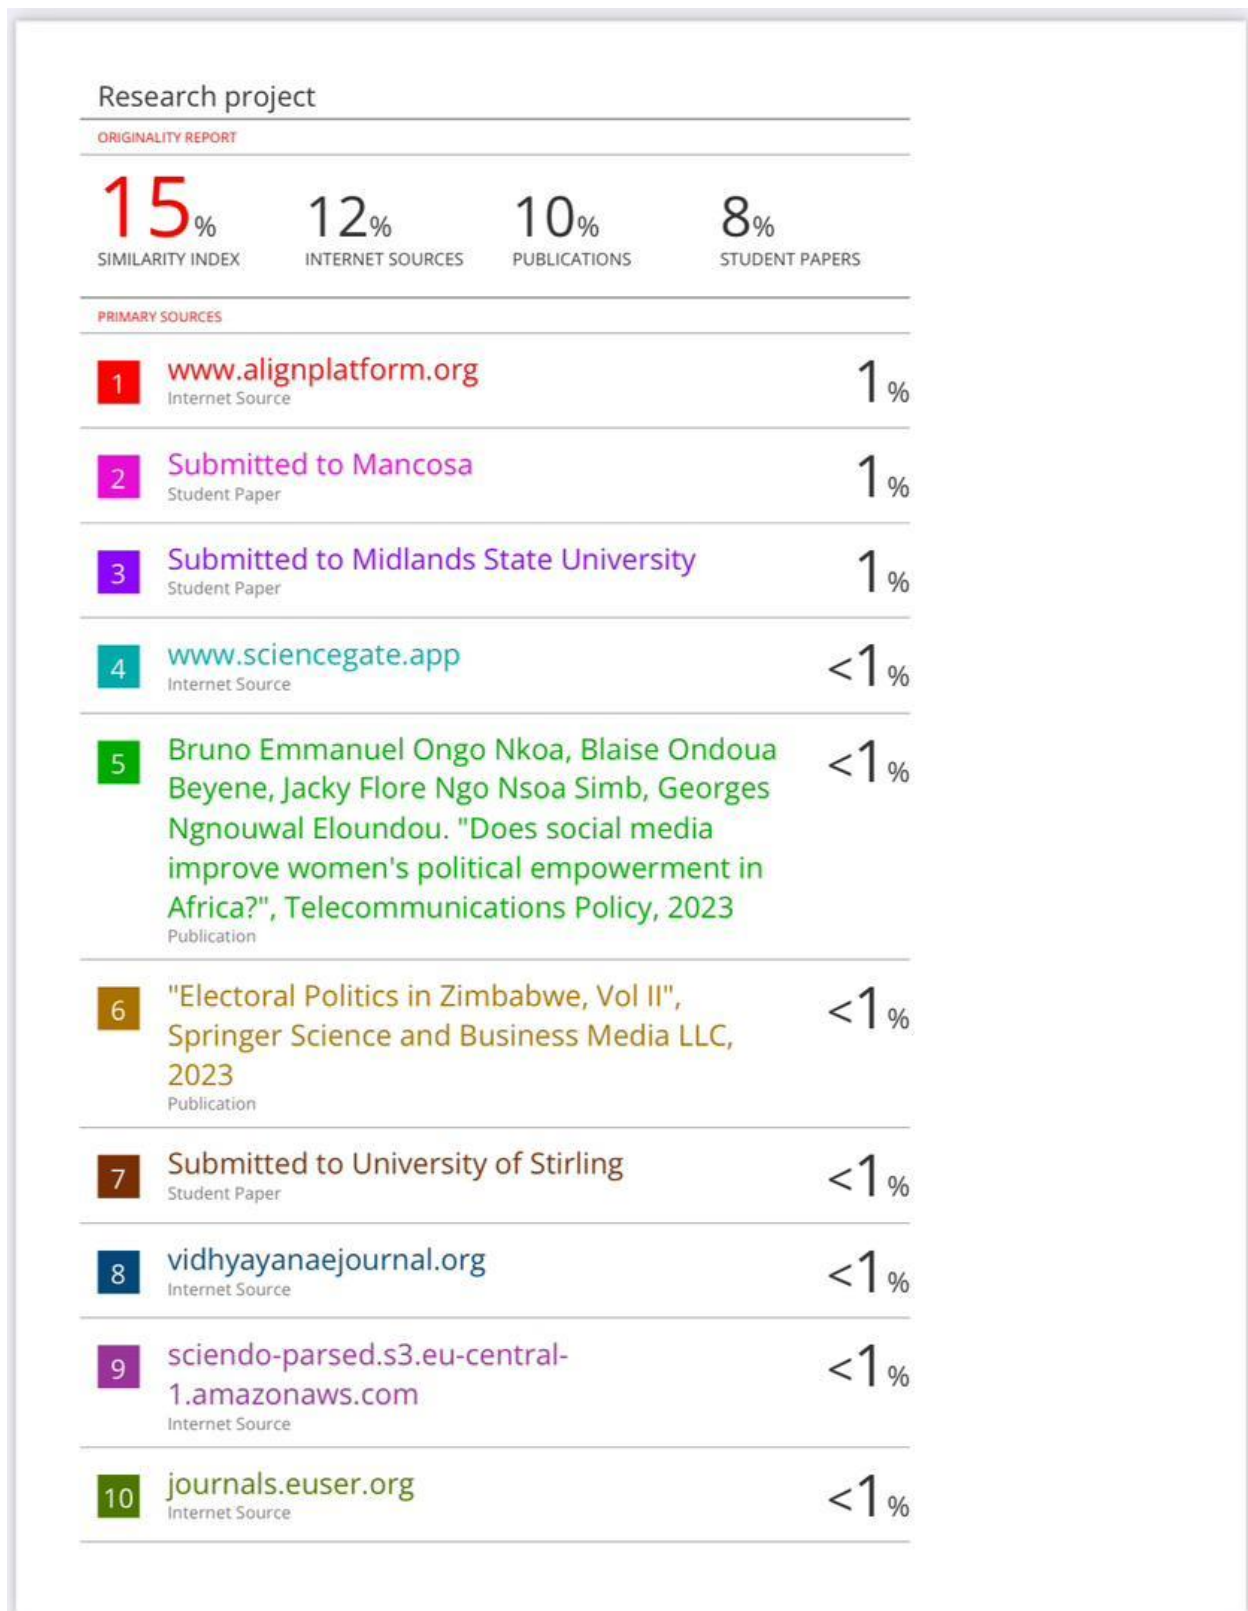 Research project
ORIGINALITY REPORT
15% 12% 10% 8%
SIMILARITY INDEX INTERNET SOURCES PUBLICATIONS STUDENT PAPERS
PRIMARY SOURCES
1 www.alignplatform.org 1%
Internet Source
2 Submitted to Mancosa 1%
Student Paper
3 Submitted to Midlands State University 1%
Student Paper
4 www.sciencegate.app <1%
Internet Source
5 Bruno Emmanuel Ongo Nkoa, Blaise Ondoua <1%
Beyene, Jacky Flore Ngo Nsoa Simb, Georges
Ngnouwal Eloundou. "Does social media
improve women's political empowerment in
Africa?", Telecommunications Policy, 2023
Publication
6 "Electoral Politics in Zimbabwe, Vol II", <1%
Springer Science and Business Media LLC,
2023
Publication
7 Submitted to University of Stirling <1%
Student Paper
8 vidhyayanaejournal.org <1%
Internet Source
9 sciendo-parsed.s3.eu-central- <1%
1.amazonaws.com
Internet Source
10 journals.euser.org <1%
Internet Source